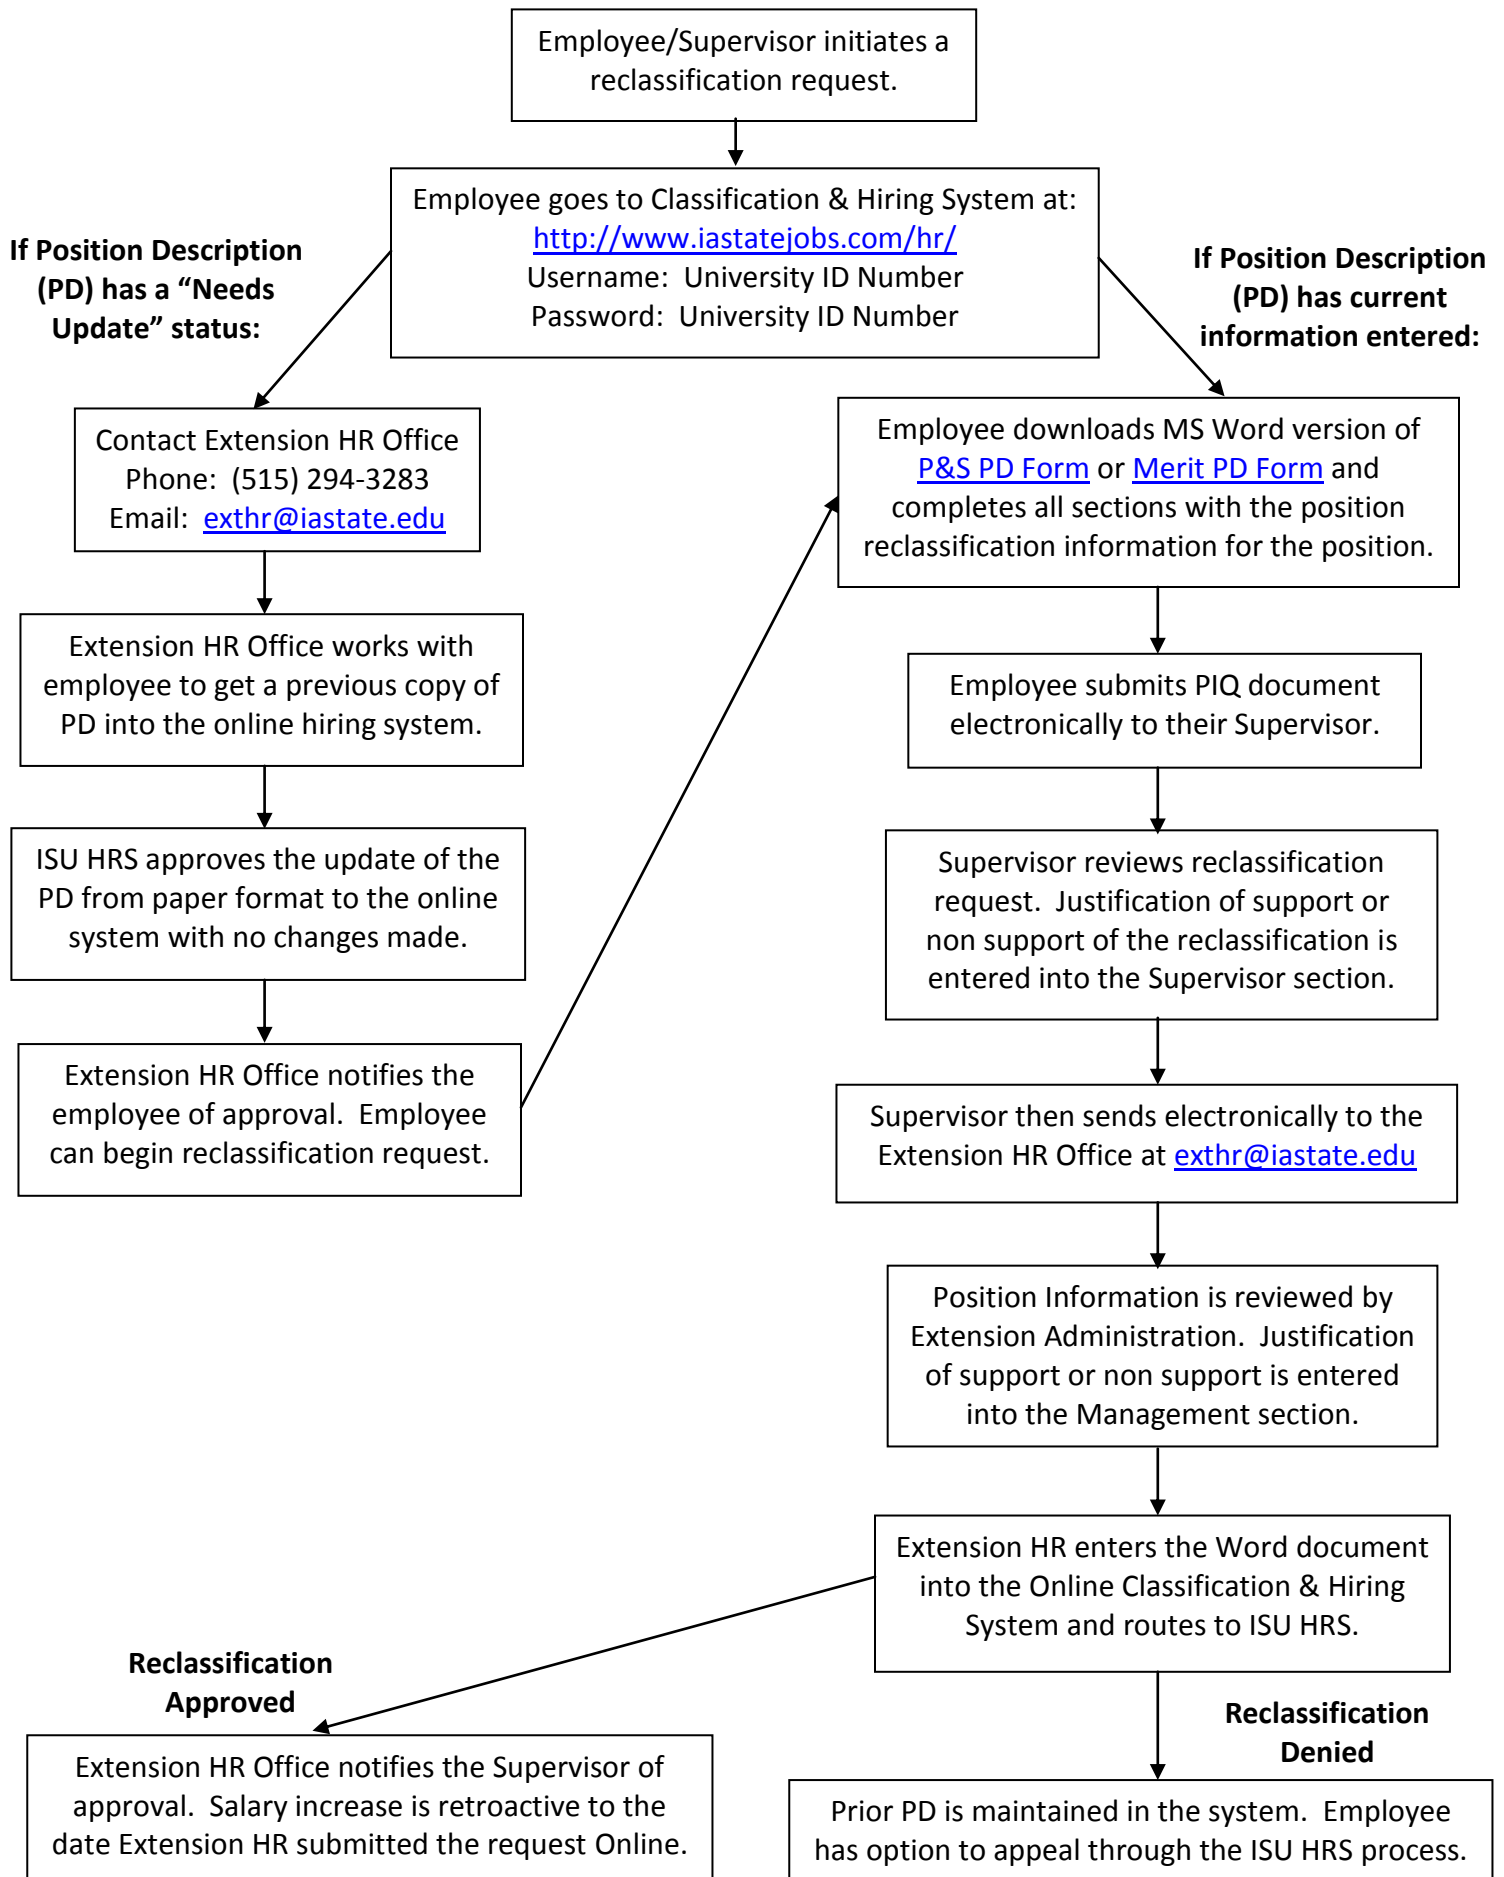 Employee/Supervisor initiates a
reclassification request.
Employee goes to Classification & Hiring System at:
http://www.iastatejobs.com/hr/
Username:  University ID Number
Password:  University ID Number
If Position Description
(PD) has a “Needs
Update” status:
If Position Description
(PD) has current
information entered:
Contact Extension HR Office
Phone:  (515) 294-3283
Email:  exthr@iastate.edu
Extension HR Office works with
employee to get a previous copy of
PD into the online hiring system.
ISU HRS approves the update of the
PD from paper format to the online
system with no changes made.
Extension HR Office notifies the
employee of approval.  Employee
can begin reclassification request.
Employee downloads MS Word version of
P&S PD Form or Merit PD Form and
completes all sections with the position
reclassification information for the position.
Employee submits PIQ document
electronically to their Supervisor.
Supervisor reviews reclassification
request.  Justification of support or
non support of the reclassification is
entered into the Supervisor section.
Supervisor then sends electronically to the
Extension HR Office at exthr@iastate.edu
Position Information is reviewed by
Extension Administration.  Justification
of support or non support is entered
into the Management section.
Extension HR enters the Word document
into the Online Classification & Hiring
System and routes to ISU HRS.
Reclassification
Approved
Extension HR Office notifies the Supervisor of
approval.  Salary increase is retroactive to the
date Extension HR submitted the request Online.
Reclassification
Denied
Prior PD is maintained in the system.  Employee
has option to appeal through the ISU HRS process.